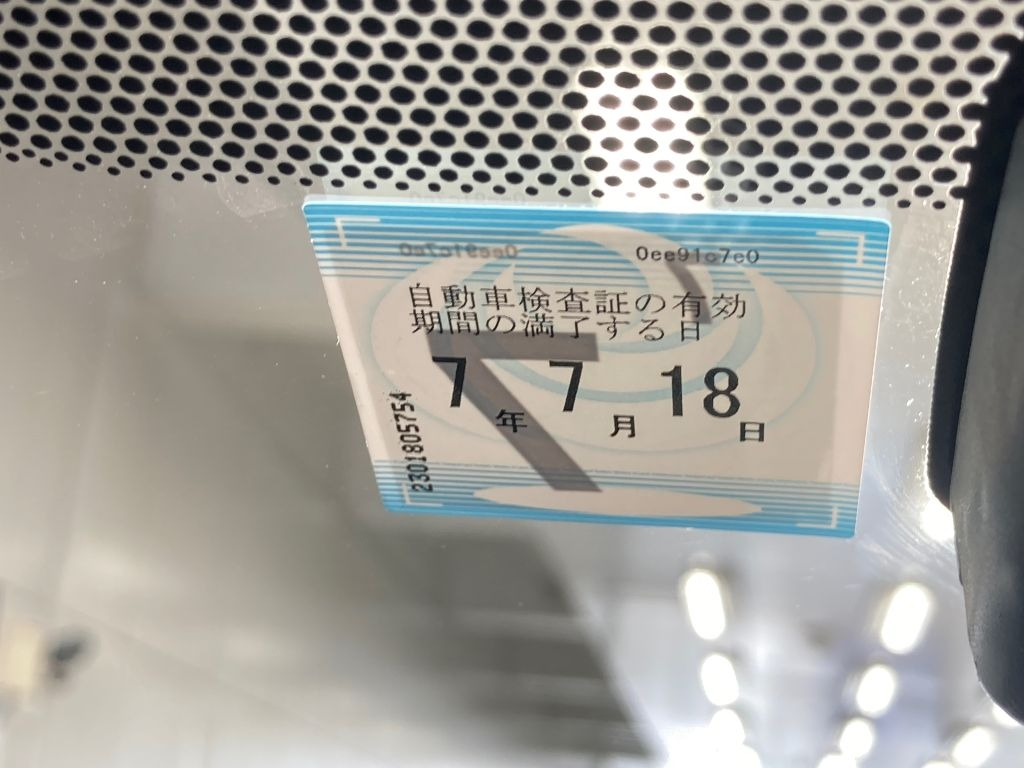 0ee91c7e0
自動車検査証の有効
期間の満了する日
7年7月18日
2301805754